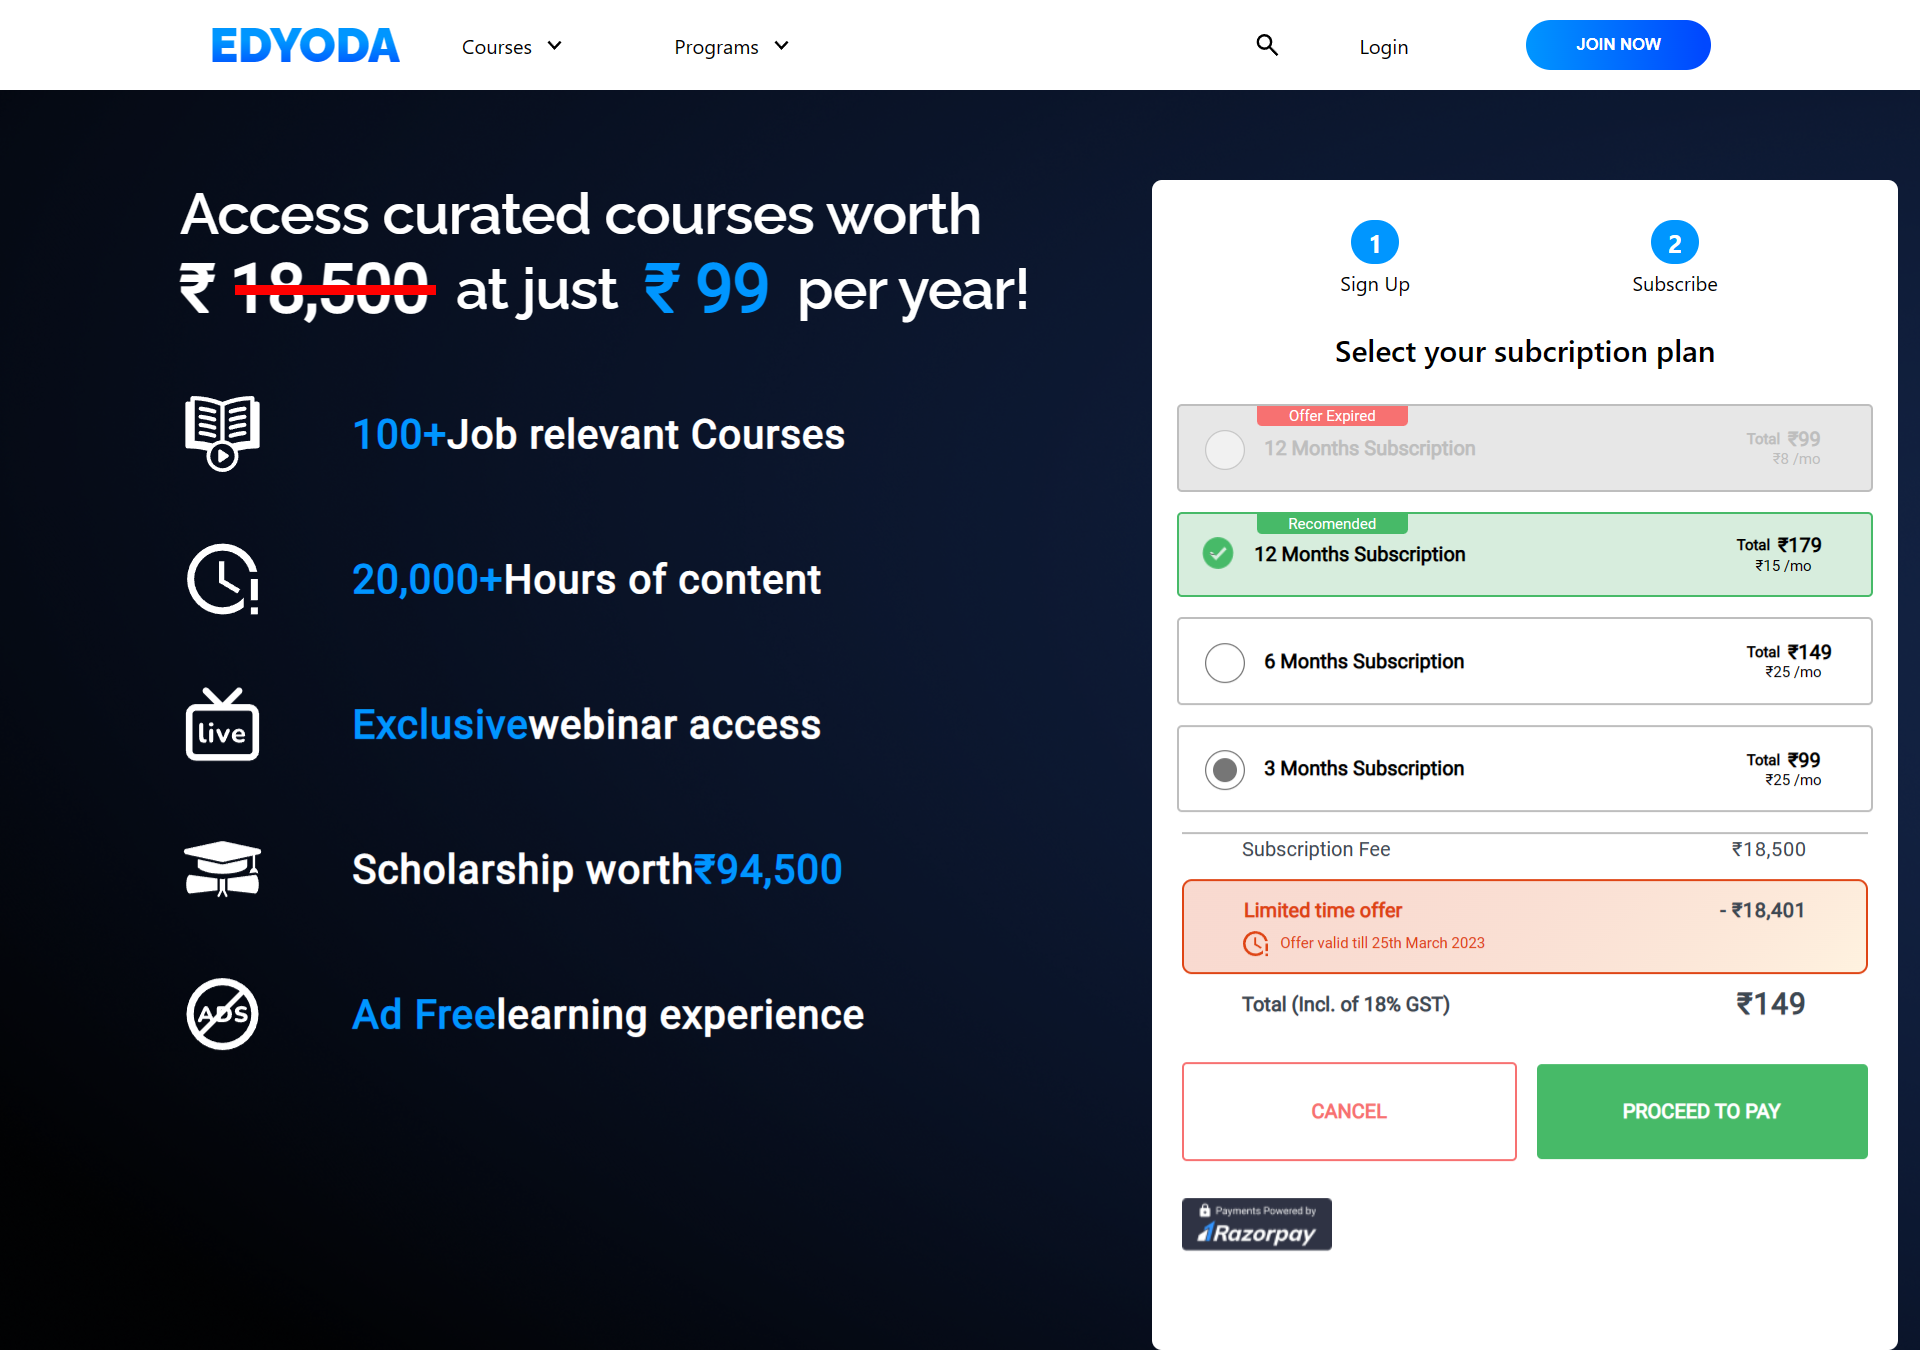 EDYODA
Courses
Programs
Login
JOIN NOW
Access curated courses worth
₹ 18,500 at just ₹ 99 per year!
100+Job relevant Courses
20,000+Hours of content
live
Exclusivewebinar access
Scholarship worth₹94,500
ADS
Ad Freelearning experience
1
2
Sign Up
Subscribe
Select your subcription plan
Offer Expired
12 Months Subscription
Total ₹99
₹8 /mo
Recomended
12 Months Subscription
Total ₹179
₹15 /mo
6 Months Subscription
Total ₹149
₹25 /mo
3 Months Subscription
Total ₹99
₹25 /mo
Subscription Fee
₹18,500
Limited time offer
- ₹18,401
Offer valid till 25th March 2023
Total (Incl. of 18% GST)
₹149
CANCEL
PROCEED TO PAY
Payments Powered by
Razorpay